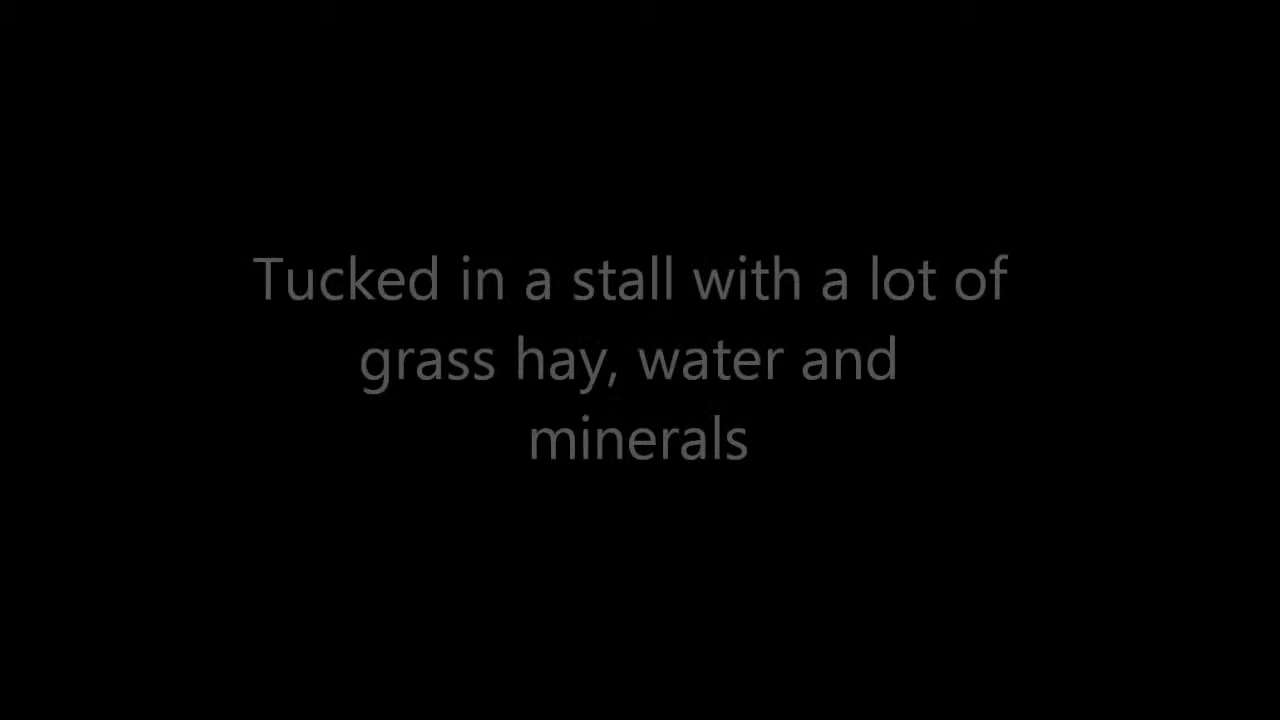 Tucked in a stall with a lot of
grass hay, water and
minerals